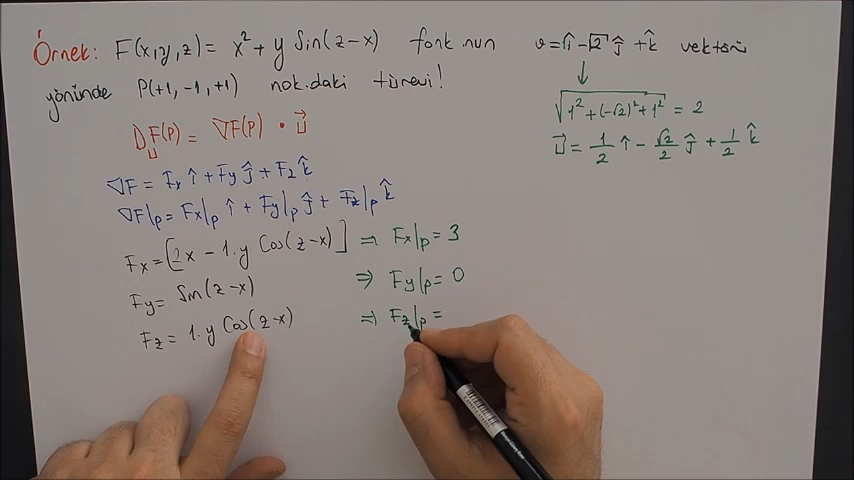 Örnek: F(x,y,z) = x² + y Sin(z-x) fonk.nun v=î-√2 ĵ + k̂ vektörü
yönünde P(+1, -1, +1) nok.daki türevi!
√1²+(-√2)²+1² = 2
D_u F(P) = ∇F(P) • u⃗
u⃗ = 1/2 î - √2/2 ĵ + 1/2 k̂
∇F = Fx î + Fy ĵ + Fz k̂
∇F|p = Fx|p î + Fy|p ĵ + Fz|p k̂
Fx = [2x - 1.y Cos(z-x)] ⇒ Fx|p = 3
Fy = Sin(z-x) ⇒ Fy|p = 0
Fz = 1.y Cos(z-x) ⇒ Fz|p =